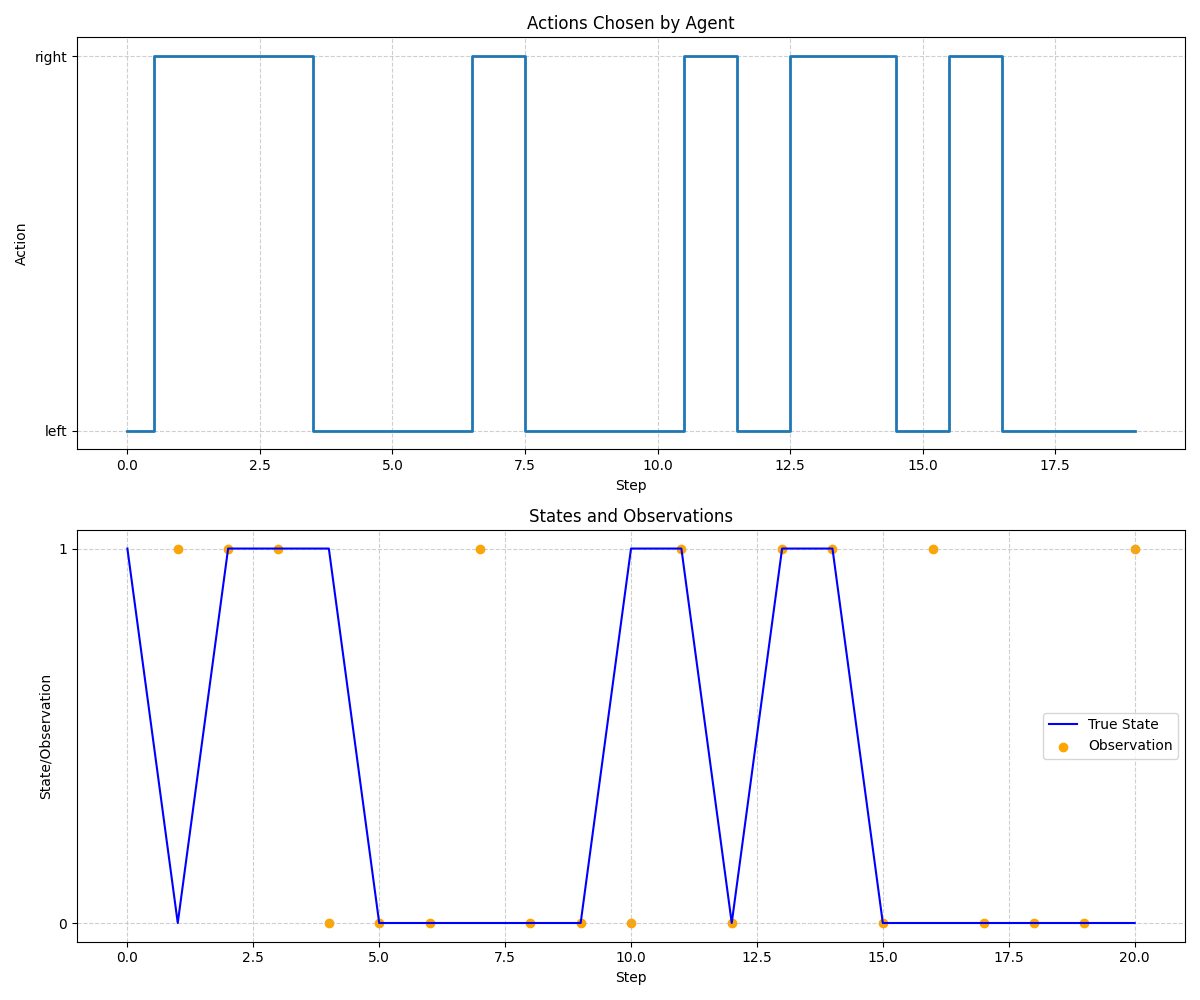 Actions Chosen by Agent
right
left
Action
0.0 2.5 5.0 7.5 10.0 12.5 15.0 17.5
Step
States and Observations
1
0
State/Observation
True State
Observation
0.0 2.5 5.0 7.5 10.0 12.5 15.0 17.5 20.0
Step